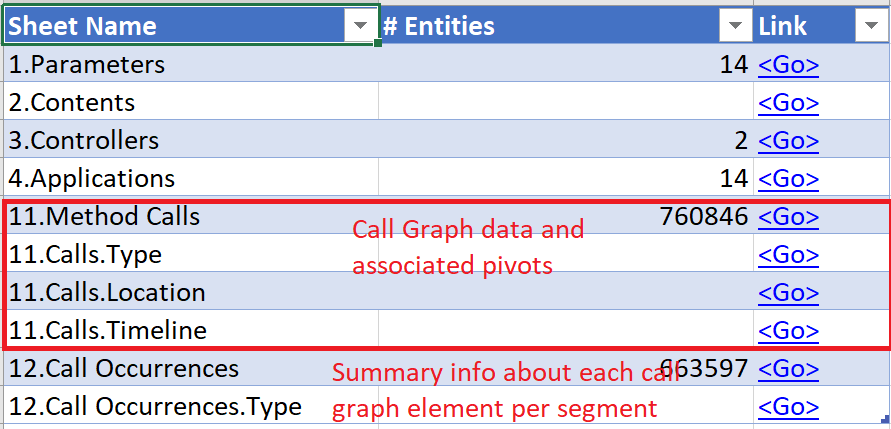 Sheet Name # Entities Link
1.Parameters 14 <Go>
2.Contents <Go>
3.Controllers 2 <Go>
4.Applications 14 <Go>
11.Method Calls 760846 <Go>
Call Graph data and
associated pivots
11.Calls.Type <Go>
11.Calls.Location <Go>
11.Calls.Timeline <Go>
12.Call Occurrences 663597 <Go>
Summary info about each call
graph element per segment
12.Call Occurrences.Type <Go>